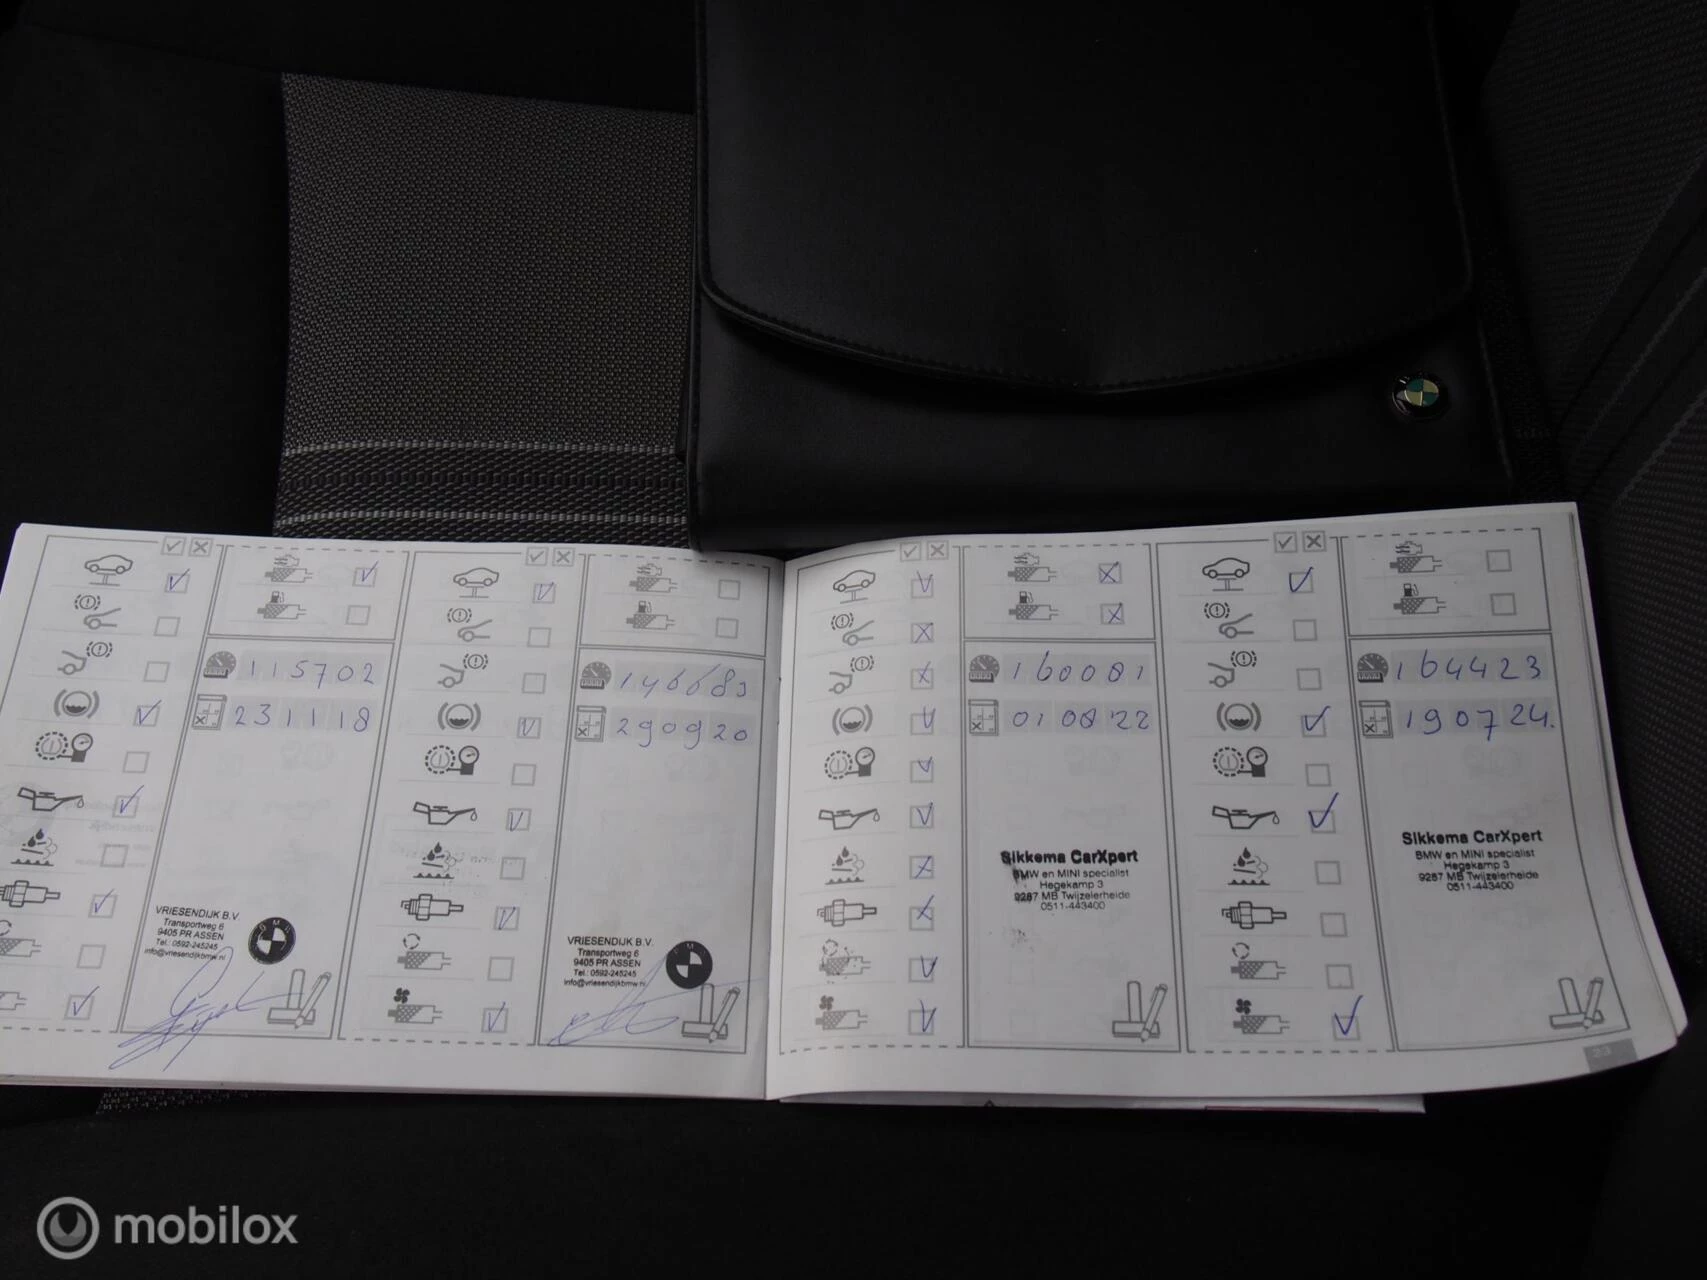 115702
231118
VRIESENDIJK B.V.
Transportweg 6
9405 PR ASSEN
Tel.: 0592-245245
info@vriesendijkbmw.nl
146683
290920
VRIESENDIJK B.V.
Transportweg 6
9405 PR ASSEN
Tel.: 0592-245245
info@vriesendijkbmw.nl
160081
010822
Sikkema CarXpert
BMW en MINI specialist
Hegekamp 3
9287 MB Twijzelerheide
0511-443400
164423
190724.
Sikkema CarXpert
BMW en MINI specialist
Hegekamp 3
9287 MB Twijzelerheide
0511-443400
mobilox